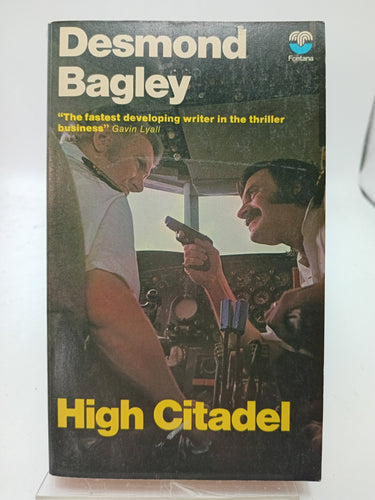 Desmond
Bagley
Fontana
"The fastest developing writer in the thriller
business" Gavin Lyall
High Citadel